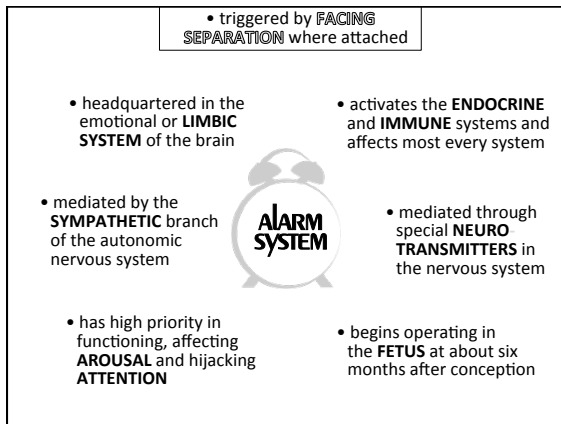 • triggered by FACING
SEPARATION where attached
• headquartered in the
emotional or LIMBIC
SYSTEM of the brain
• activates the ENDOCRINE
and IMMUNE systems and
affects most every system
• mediated by the
SYMPATHETIC branch
of the autonomic
nervous system
ALARM
SYSTEM
• mediated through
special NEURO-
TRANSMITTERS in
the nervous system
• has high priority in
functioning, affecting
AROUSAL and hijacking
ATTENTION
• begins operating in
the FETUS at about six
months after conception